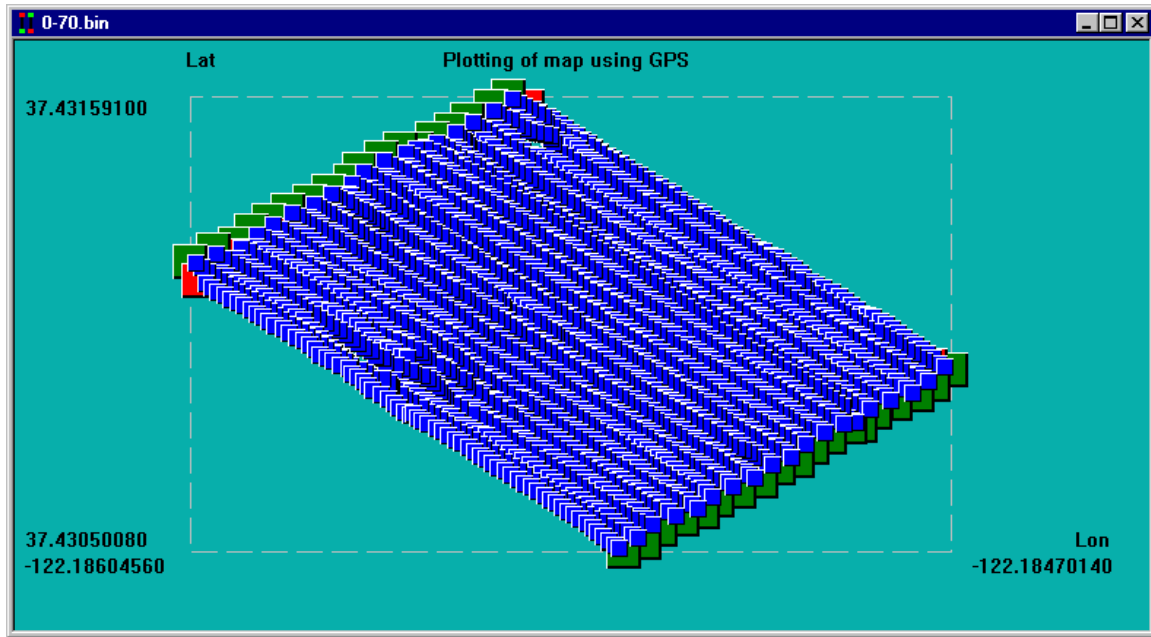 0-70.bin
Lat
Plotting of map using GPS
37.43159100
37.43050080
Lon
-122.18604560
-122.18470140